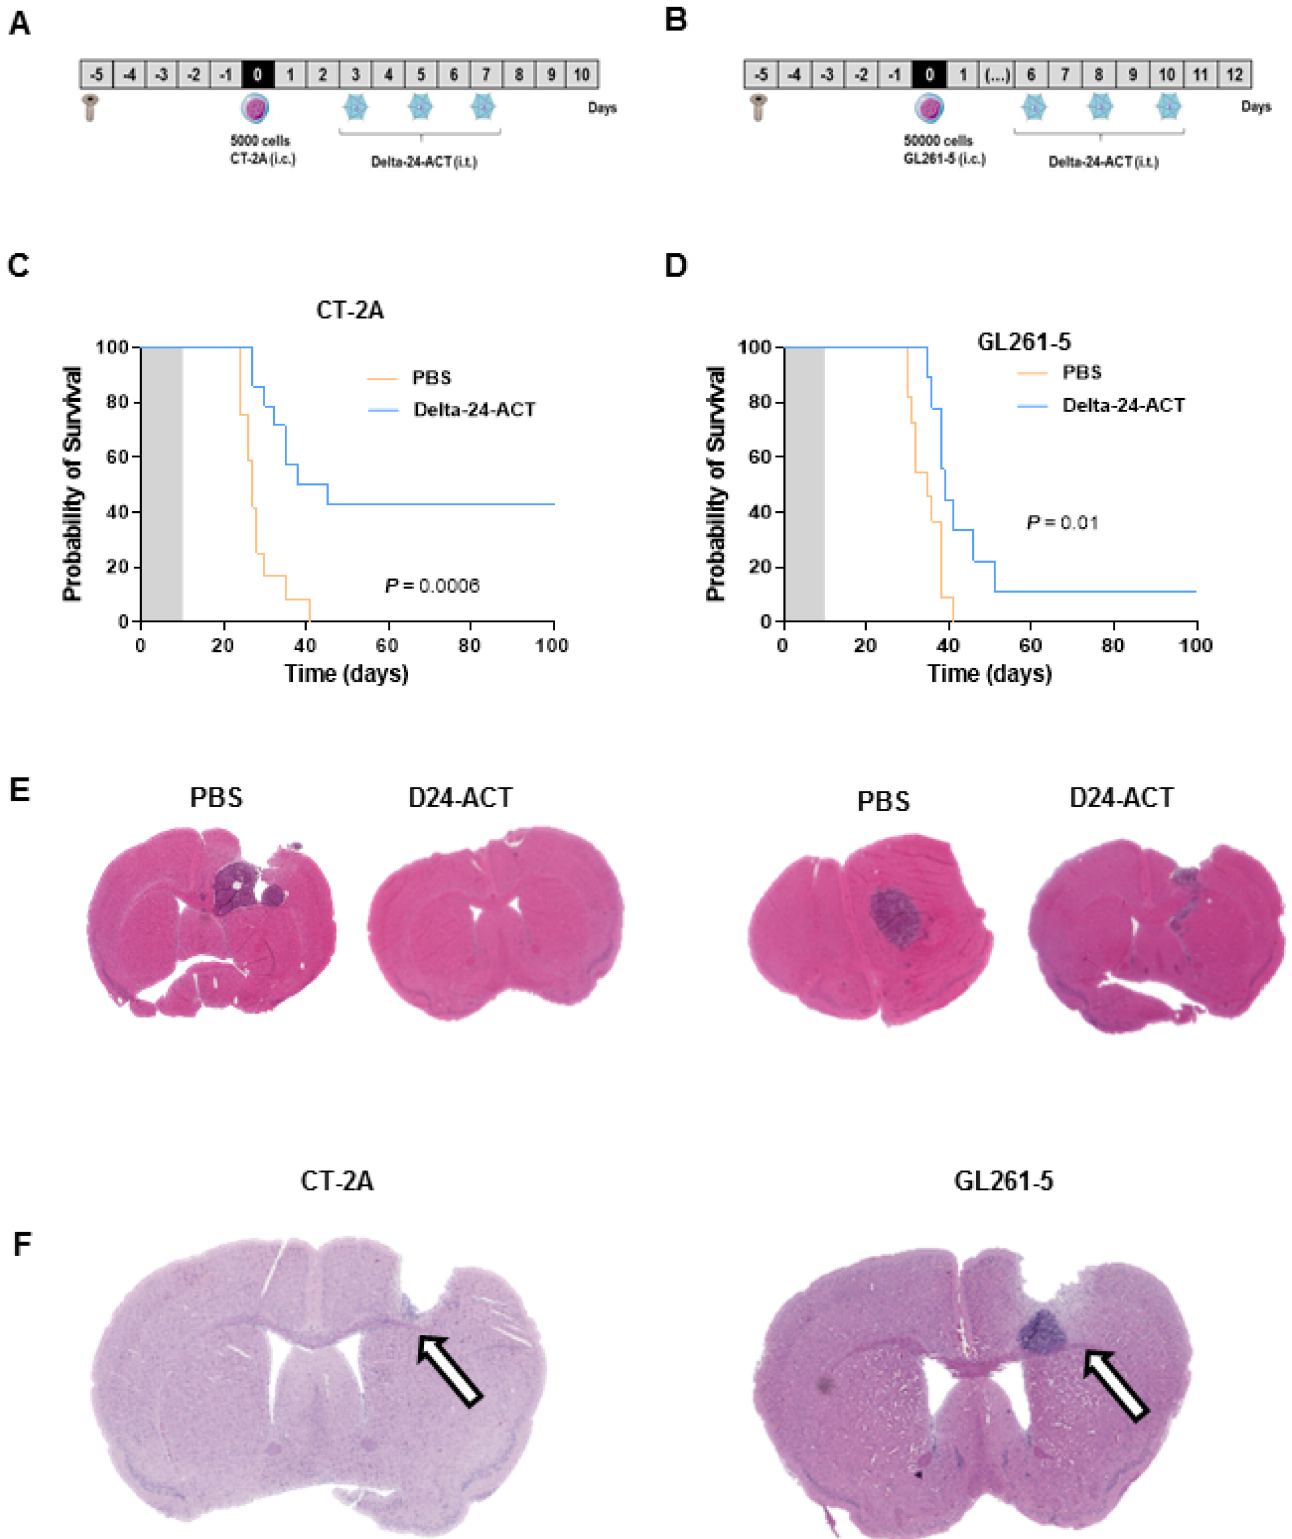 A
-5 -4 -3 -2 -1 0 1 2 3 4 5 6 7 8 9 10
Days
5000 cells
CT-2A (i.c.)
Delta-24-ACT (i.t.)
B
-5 -4 -3 -2 -1 0 1 (...) 6 7 8 9 10 11 12
Days
50000 cells
GL261-5 (i.c.)
Delta-24-ACT (i.t.)
C
CT-2A
Probability of Survival
100
80
60
40
20
0
PBS
Delta-24-ACT
P = 0.0006
0 20 40 60 80 100
Time (days)
D
GL261-5
Probability of Survival
100
80
60
40
20
0
PBS
Delta-24-ACT
P = 0.01
0 20 40 60 80 100
Time (days)
E
PBS D24-ACT
PBS D24-ACT
CT-2A
GL261-5
F